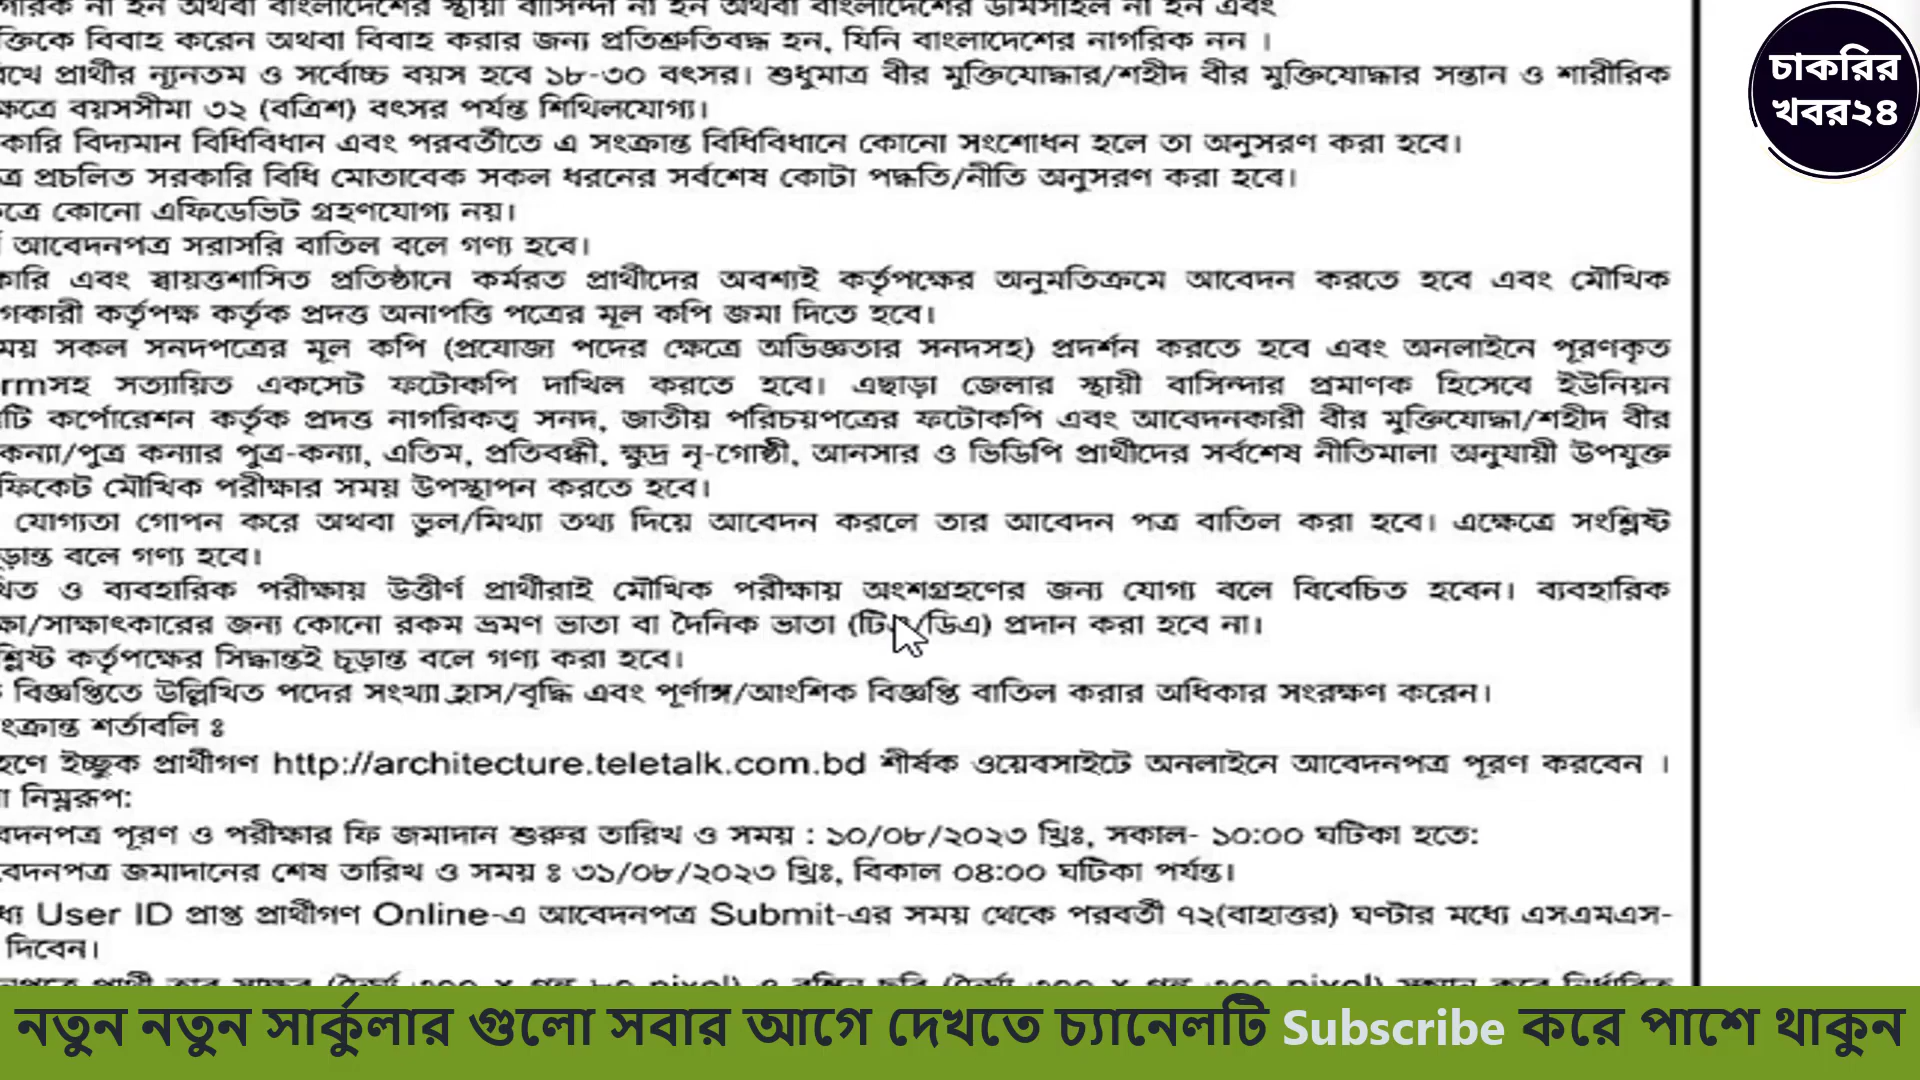 নাগরিক না হন অথবা বাংলাদেশের স্থায়ী বাসিন্দা না হন অথবা বাংলাদেশের ডমিসাইল না হন এবং
ক্তিকে বিবাহ করেন অথবা বিবাহ করার জন্য প্রতিশ্রুতিবদ্ধ হন, যিনি বাংলাদেশের নাগরিক নন ।
রিখে প্রার্থীর ন্যূনতম ও সর্বোচ্চ বয়স হবে ১৮-৩০ বৎসর। শুধুমাত্র বীর মুক্তিযোদ্ধার/শহীদ বীর মুক্তিযোদ্ধার সন্তান ও শারীরিক
ক্ষেত্রে বয়সসীমা ৩২ (বত্রিশ) বৎসর পর্যন্ত শিথিলযোগ্য।
কারি বিদ্যমান বিধিবিধান এবং পরবর্তীতে এ সংক্রান্ত বিধিবিধানে কোনো সংশোধন হলে তা অনুসরণ করা হবে।
ত্রে প্রচলিত সরকারি বিধি মোতাবেক সকল ধরনের সর্বশেষ কোটা পদ্ধতি/নীতি অনুসরণ করা হবে।
ক্ষেত্রে কোনো এফিডেভিট গ্রহণযোগ্য নয়।
আবেদনপত্র সরাসরি বাতিল বলে গণ্য হবে।
কারি এবং স্বায়ত্তশাসিত প্রতিষ্ঠানে কর্মরত প্রার্থীদের অবশ্যই কর্তৃপক্ষের অনুমতিক্রমে আবেদন করতে হবে এবং মৌখিক
গকারী কর্তৃপক্ষ কর্তৃক প্রদত্ত অনাপত্তি পত্রের মূল কপি জমা দিতে হবে।
ময় সকল সনদপত্রের মূল কপি (প্রযোজ্য পদের ক্ষেত্রে অভিজ্ঞতার সনদসহ) প্রদর্শন করতে হবে এবং অনলাইনে পূরণকৃত
rmসহ সত্যায়িত একসেট ফটোকপি দাখিল করতে হবে। এছাড়া জেলার স্থায়ী বাসিন্দার প্রমাণক হিসেবে ইউনিয়ন
টি কর্পোরেশন কর্তৃক প্রদত্ত নাগরিকত্ব সনদ, জাতীয় পরিচয়পত্রের ফটোকপি এবং আবেদনকারী বীর মুক্তিযোদ্ধা/শহীদ বীর
কন্যা/পুত্র কন্যার পুত্র-কন্যা, এতিম, প্রতিবন্ধী, ক্ষুদ্র নৃ-গোষ্ঠী, আনসার ও ভিডিপি প্রার্থীদের সর্বশেষ নীতিমালা অনুযায়ী উপযুক্ত
ফিকেট মৌখিক পরীক্ষার সময় উপস্থাপন করতে হবে।
যোগ্যতা গোপন করে অথবা ভুল/মিথ্যা তথ্য দিয়ে আবেদন করলে তার আবেদন পত্র বাতিল করা হবে। এক্ষেত্রে সংশ্লিষ্ট
ড়ান্ত বলে গণ্য হবে।
খিত ও ব্যবহারিক পরীক্ষায় উত্তীর্ণ প্রার্থীরাই মৌখিক পরীক্ষায় অংশগ্রহণের জন্য যোগ্য বলে বিবেচিত হবেন। ব্যবহারিক
ক্ষা/সাক্ষাৎকারের জন্য কোনো রকম ভ্রমণ ভাতা বা দৈনিক ভাতা (টিএ/ডিএ) প্রদান করা হবে না।
শ্লিষ্ট কর্তৃপক্ষের সিদ্ধান্তই চূড়ান্ত বলে গণ্য করা হবে।
বিজ্ঞপ্তিতে উল্লিখিত পদের সংখ্যা হ্রাস/বৃদ্ধি এবং পূর্ণাঙ্গ/আংশিক বিজ্ঞপ্তি বাতিল করার অধিকার সংরক্ষণ করেন।
ংক্রান্ত শর্তাবলি ঃ
হণে ইচ্ছুক প্রার্থীগণ http://architecture.teletalk.com.bd শীর্ষক ওয়েবসাইটে অনলাইনে আবেদনপত্র পূরণ করবেন ।
া নিম্নরূপ:
বেদনপত্র পূরণ ও পরীক্ষার ফি জমাদান শুরুর তারিখ ও সময় : ১০/০৮/২০২৩ খ্রিঃ, সকাল- ১০:০০ ঘটিকা হতে:
বেদনপত্র জমাদানের শেষ তারিখ ও সময় ঃ ৩১/০৮/২০২৩ খ্রিঃ, বিকাল ০৪:০০ ঘটিকা পর্যন্ত।
ধ্যে User ID প্রাপ্ত প্রার্থীগণ Online-এ আবেদনপত্র Submit-এর সময় থেকে পরবর্তী ৭২(বাহাত্তর) ঘণ্টার মধ্যে এসএমএস-
দিবেন।
চাকরির
খবর২৪
নতুন নতুন সার্কুলার গুলো সবার আগে দেখতে চ্যানেলটি Subscribe করে পাশে থাকুন